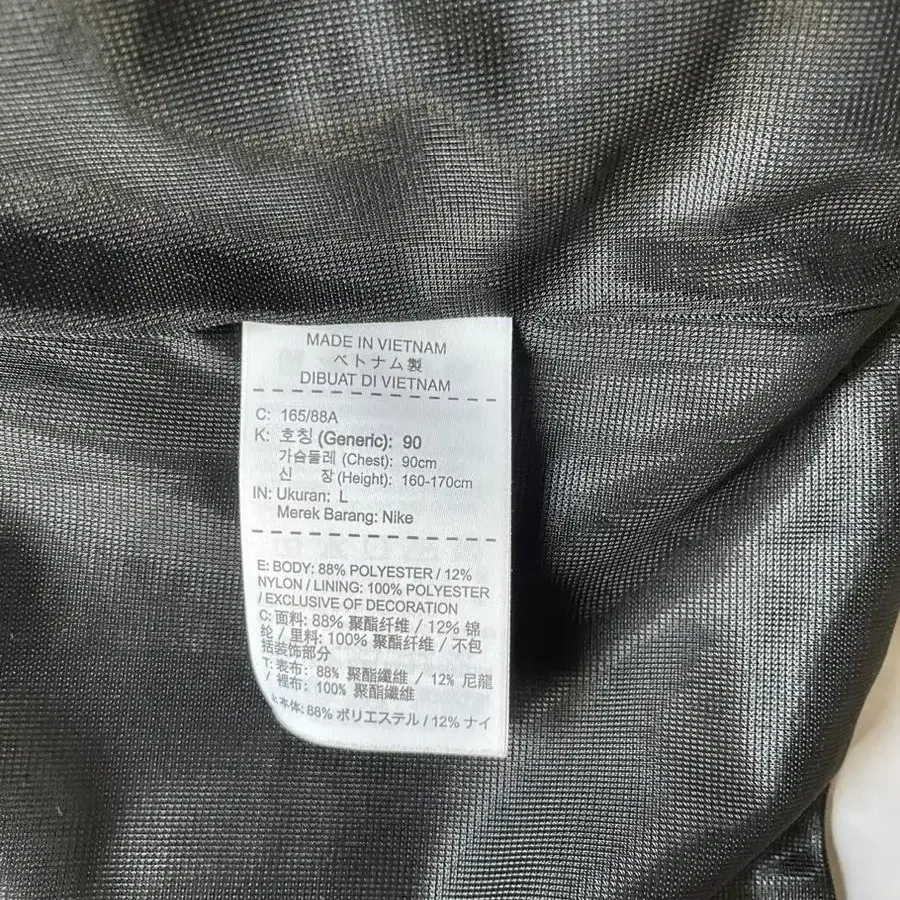 MADE IN VIETNAM
ベトナム製
DIBUAT DI VIETNAM
C: 165/88A
K: 호칭 (Generic): 90
가슴둘레 (Chest): 90cm
신 장 (Height): 160-170cm
IN: Ukuran: L
Merek Barang: Nike
E: BODY: 88% POLYESTER / 12%
NYLON / LINING: 100% POLYESTER
/ EXCLUSIVE OF DECORATION
C: 面料: 88% 聚酯纤维 / 12% 锦
纶 / 里料: 100% 聚酯纤维 / 不包
括装饰部分
T: 表布: 88% 聚酯纖維 / 12% 尼龍
/ 裡布: 100% 聚酯纖維
本体: 88% ポリエステル / 12% ナイ